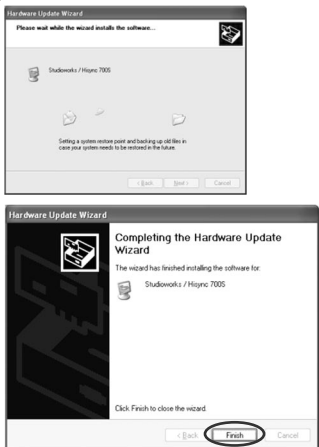 Hardware Update Wizard
Please wait while the wizard installs the software...
Studioworks / Hisync 700S
Setting a system restore point and backing up old files in
case your system needs to be restored in the future.
< Back Next > Cancel
Hardware Update Wizard
Completing the Hardware Update
Wizard
The wizard has finished installing the software for:
Studioworks / Hisync 700S
Click Finish to close the wizard.
< Back Finish Cancel